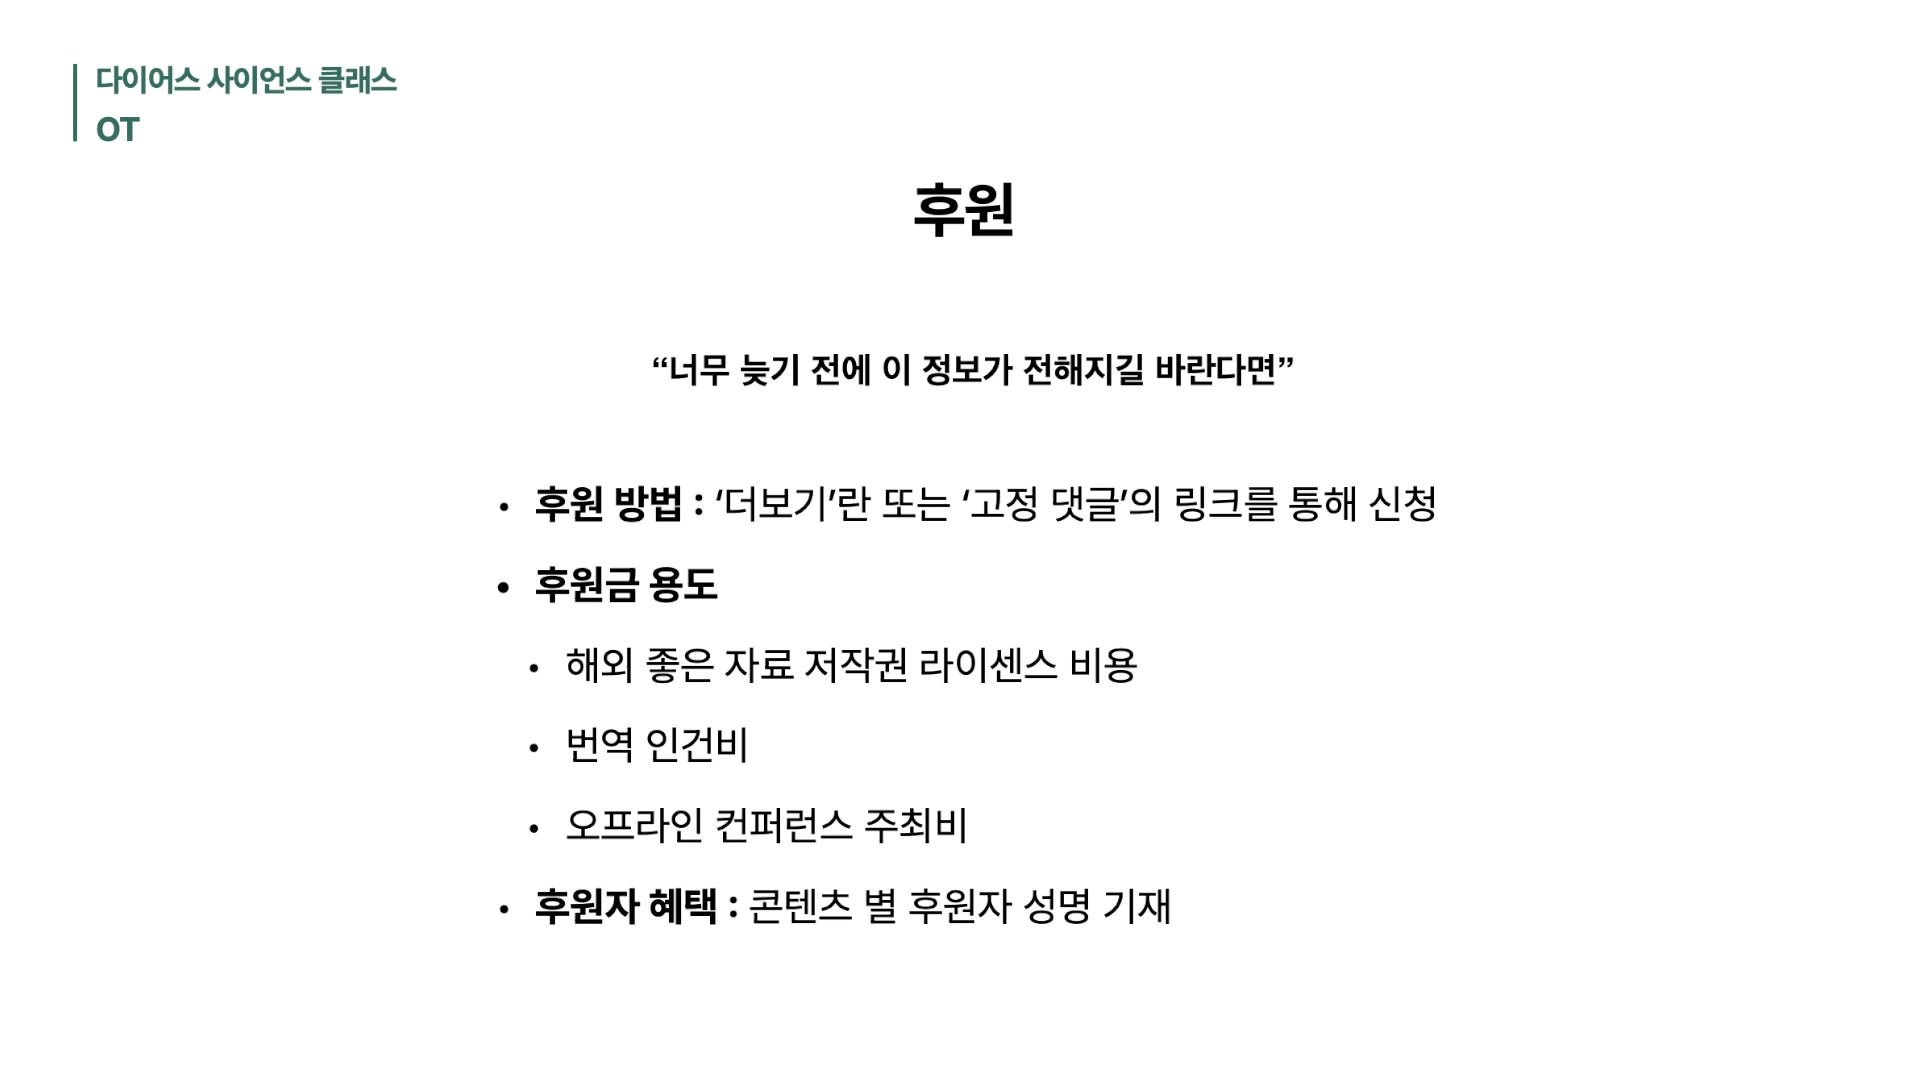 다이어스 사이언스 클래스
OT
후원
“너무 늦기 전에 이 정보가 전해지길 바란다면”
• 후원 방법 : ‘더보기’란 또는 ‘고정 댓글’의 링크를 통해 신청
• 후원금 용도
• 해외 좋은 자료 저작권 라이센스 비용
• 번역 인건비
• 오프라인 컨퍼런스 주최비
• 후원자 혜택 : 콘텐츠 별 후원자 성명 기재